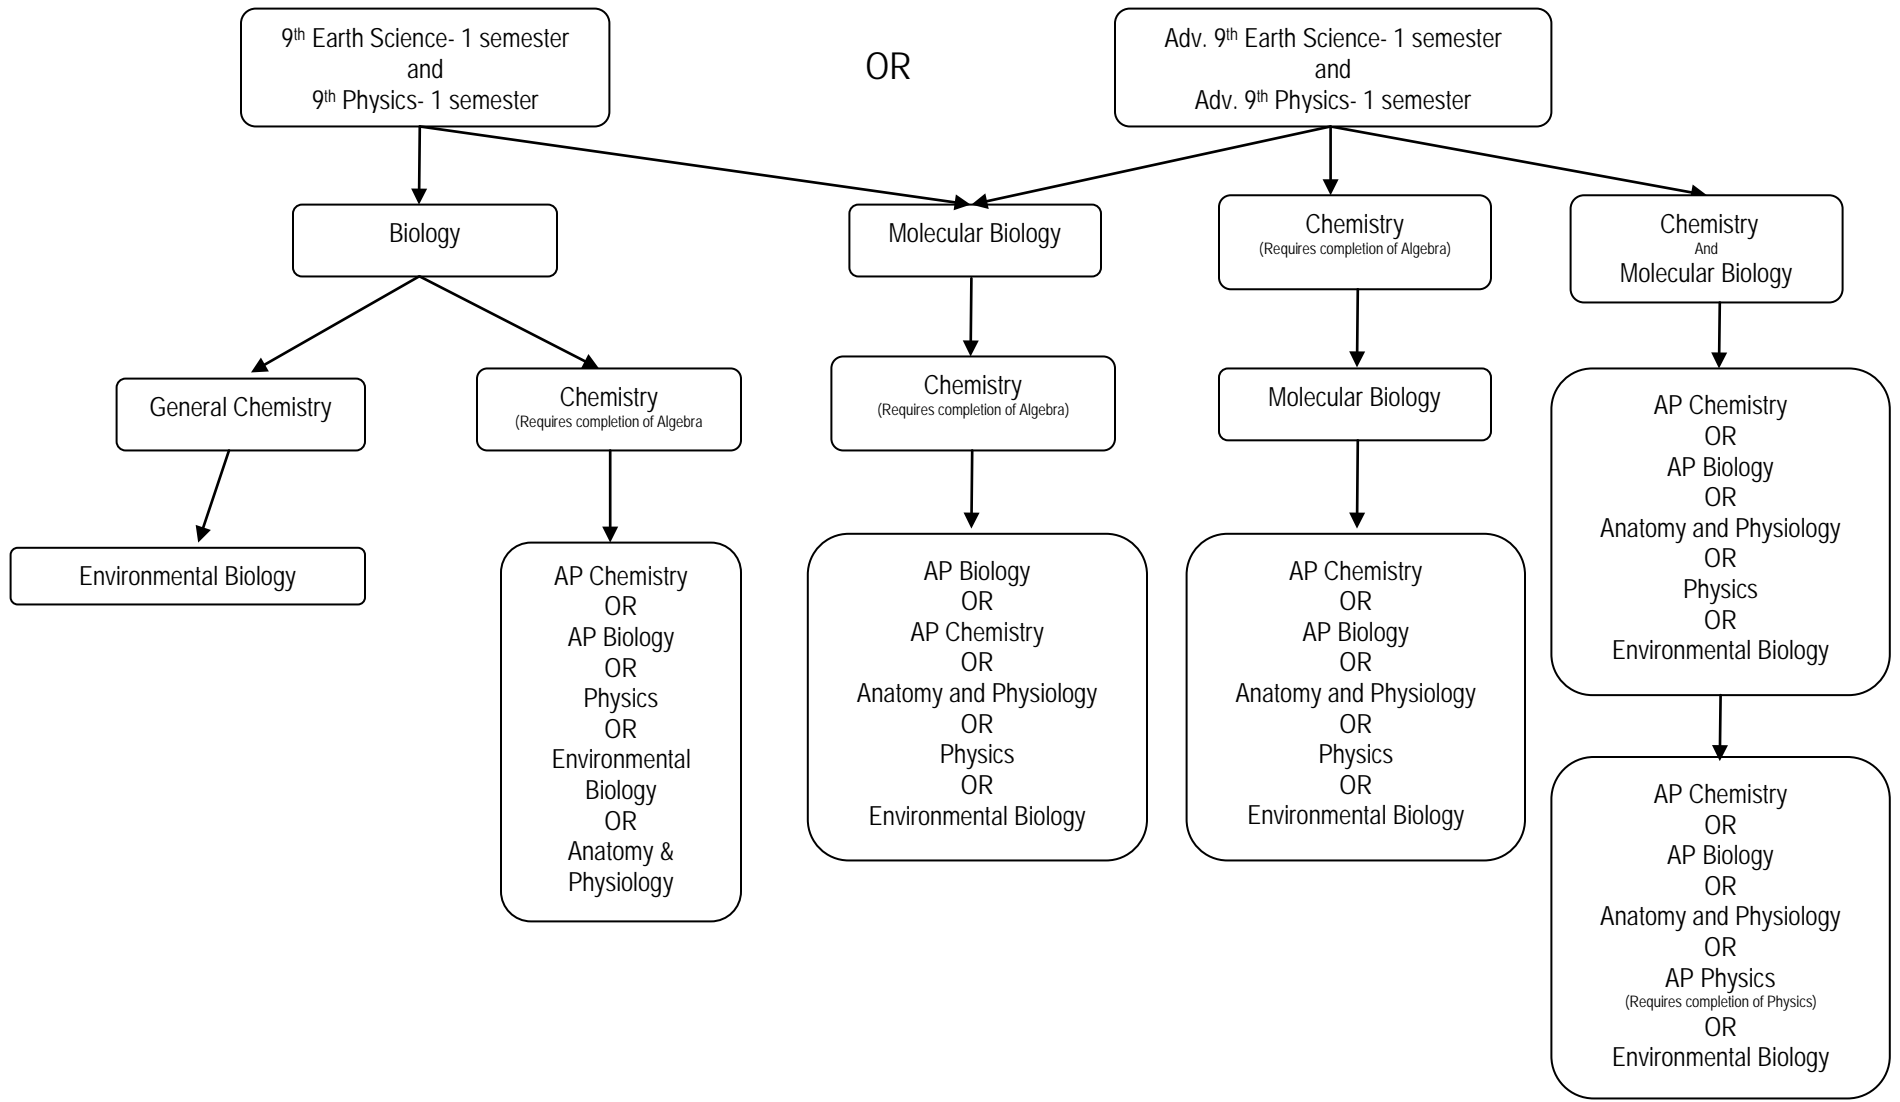 9th Earth Science- 1 semester
and
9th Physics- 1 semester
OR
Adv. 9th Earth Science- 1 semester
and
Adv. 9th Physics- 1 semester
Biology
Molecular Biology
Chemistry
(Requires completion of Algebra)
Chemistry
And
Molecular Biology
General Chemistry
Chemistry
(Requires completion of Algebra
Chemistry
(Requires completion of Algebra)
Molecular Biology
AP Chemistry
OR
AP Biology
OR
Anatomy and Physiology
OR
Physics
OR
Environmental Biology
Environmental Biology
AP Chemistry
OR
AP Biology
OR
Physics
OR
Environmental
Biology
OR
Anatomy &
Physiology
AP Biology
OR
AP Chemistry
OR
Anatomy and Physiology
OR
Physics
OR
Environmental Biology
AP Chemistry
OR
AP Biology
OR
Anatomy and Physiology
OR
Physics
OR
Environmental Biology
AP Chemistry
OR
AP Biology
OR
Anatomy and Physiology
OR
AP Physics
(Requires completion of Physics)
OR
Environmental Biology